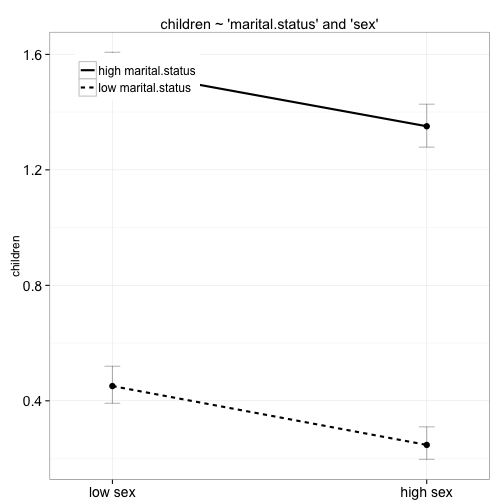 children ~ 'marital.status' and 'sex'
1.6
high marital.status
low marital.status
1.2
children
0.8
0.4
low sex high sex